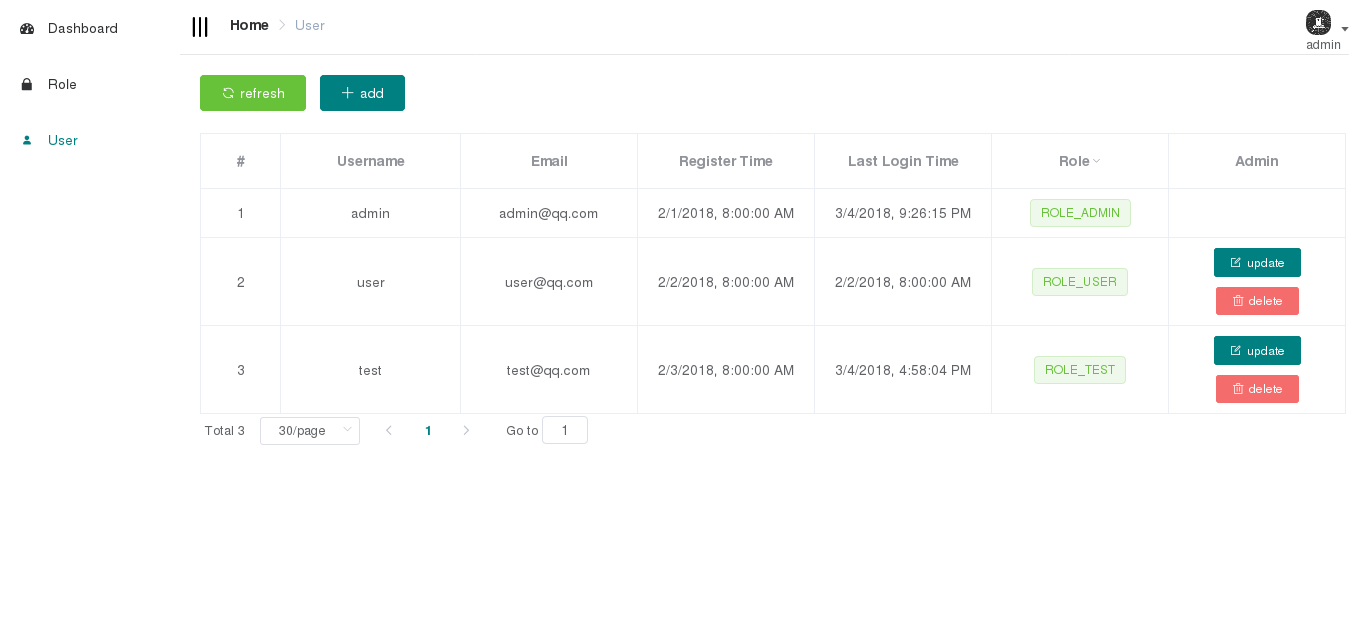 Dashboard
Role
User
Home User
admin
refresh add
# Username Email Register Time Last Login Time Role Admin
1 admin admin@qq.com 2/1/2018, 8:00:00 AM 3/4/2018, 9:26:15 PM ROLE_ADMIN
2 user user@qq.com 2/2/2018, 8:00:00 AM 2/2/2018, 8:00:00 AM ROLE_USER update
delete
3 test test@qq.com 2/3/2018, 8:00:00 AM 3/4/2018, 4:58:04 PM ROLE_TEST update
delete
Total 3 30/page 1 Go to 1